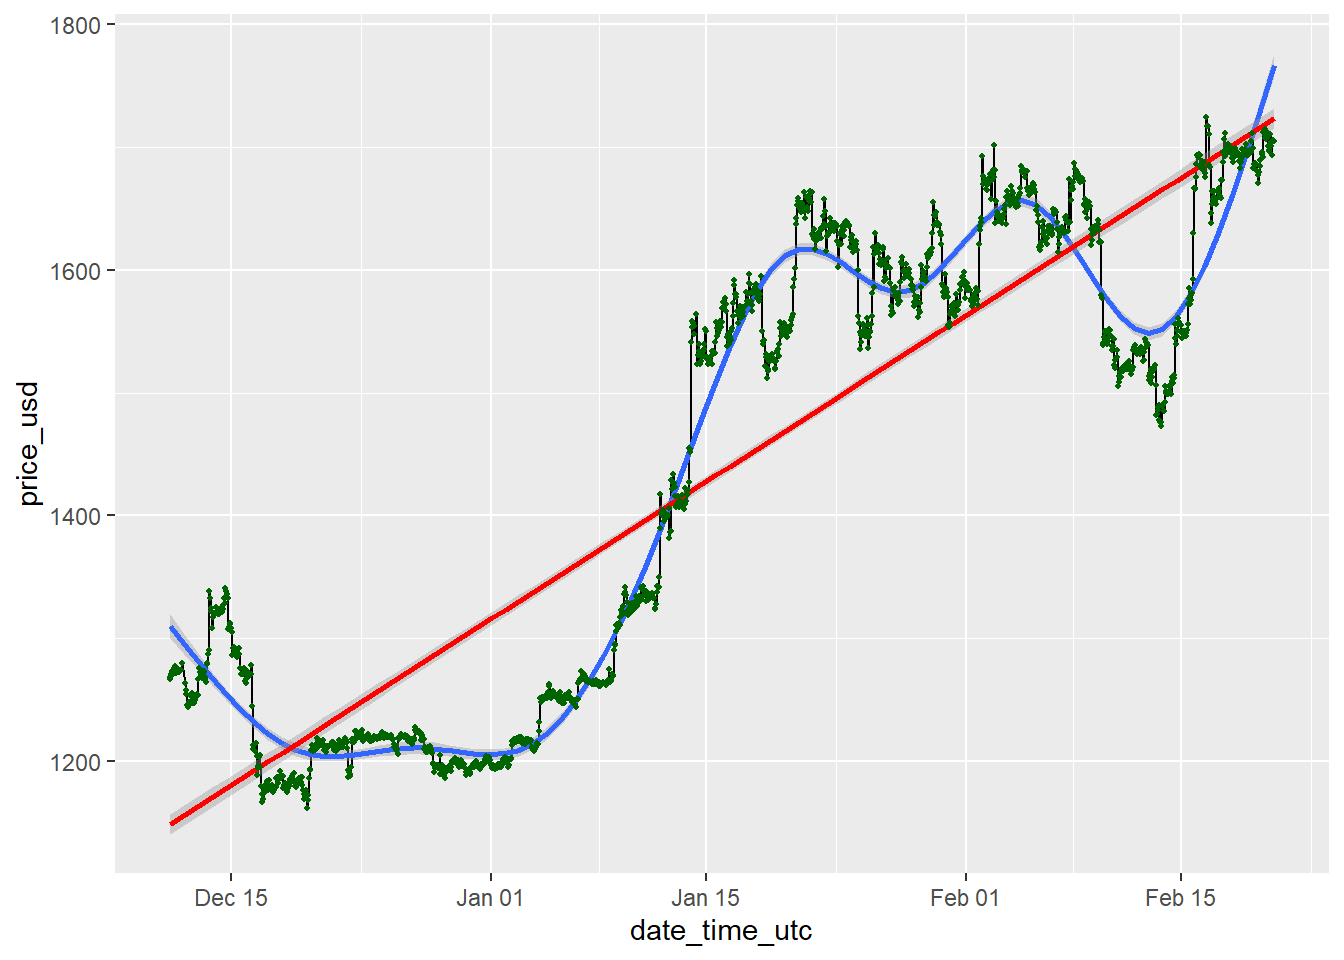 1800
1600
1400
1200
price_usd
Dec 15
Jan 01
Jan 15
Feb 01
Feb 15
date_time_utc